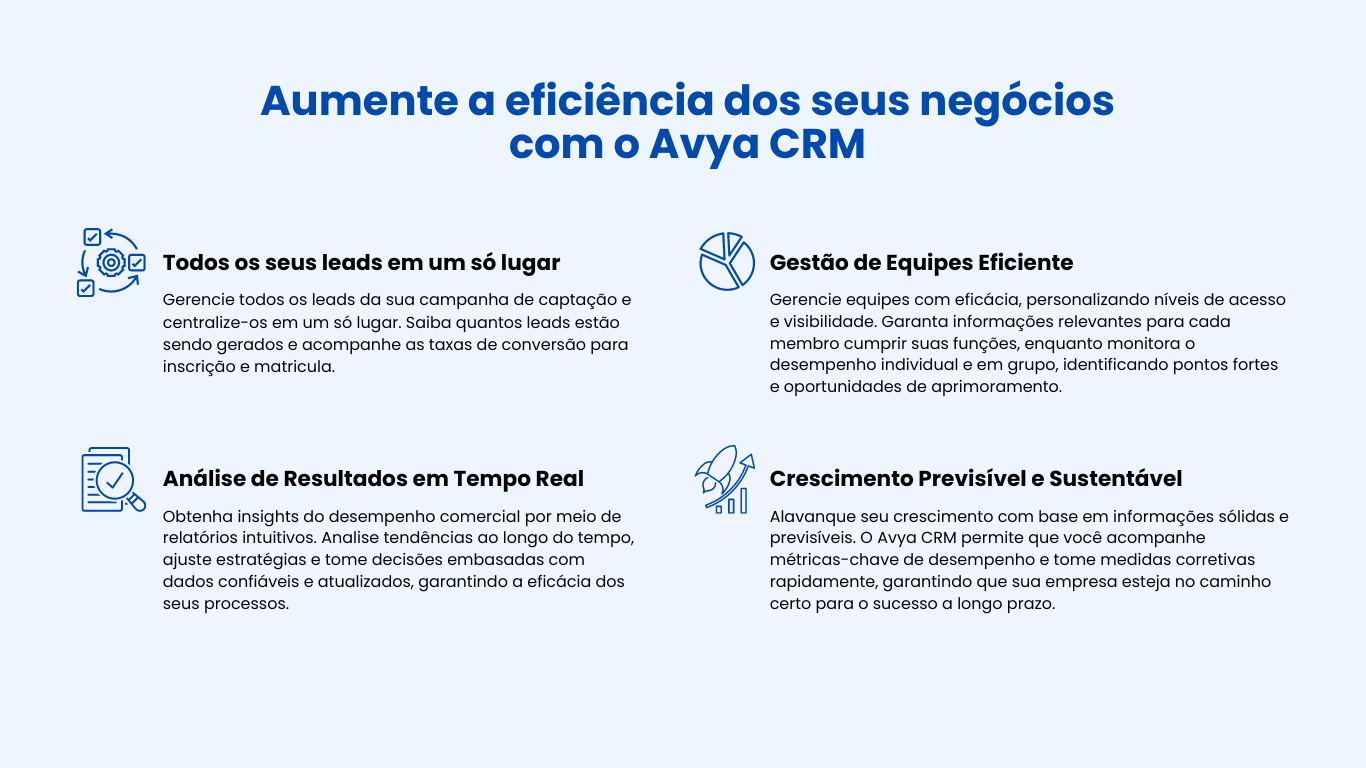 Aumente a eficiência dos seus negócios
com o Avya CRM
Todos os seus leads em um só lugar
Gerencie todos os leads da sua campanha de captação e
centralize-os em um só lugar. Saiba quantos leads estão
sendo gerados e acompanhe as taxas de conversão para
inscrição e matricula.
Gestão de Equipes Eficiente
Gerencie equipes com eficácia, personalizando níveis de acesso
e visibilidade. Garanta informações relevantes para cada
membro cumprir suas funções, enquanto monitora o
desempenho individual e em grupo, identificando pontos fortes
e oportunidades de aprimoramento.
Análise de Resultados em Tempo Real
Obtenha insights do desempenho comercial por meio de
relatórios intuitivos. Analise tendências ao longo do tempo,
ajuste estratégias e tome decisões embasadas com
dados confiáveis e atualizados, garantindo a eficácia dos
seus processos.
Crescimento Previsível e Sustentável
Alavanque seu crescimento com base em informações sólidas e
previsíveis. O Avya CRM permite que você acompanhe
métricas-chave de desempenho e tome medidas corretivas
rapidamente, garantindo que sua empresa esteja no caminho
certo para o sucesso a longo prazo.